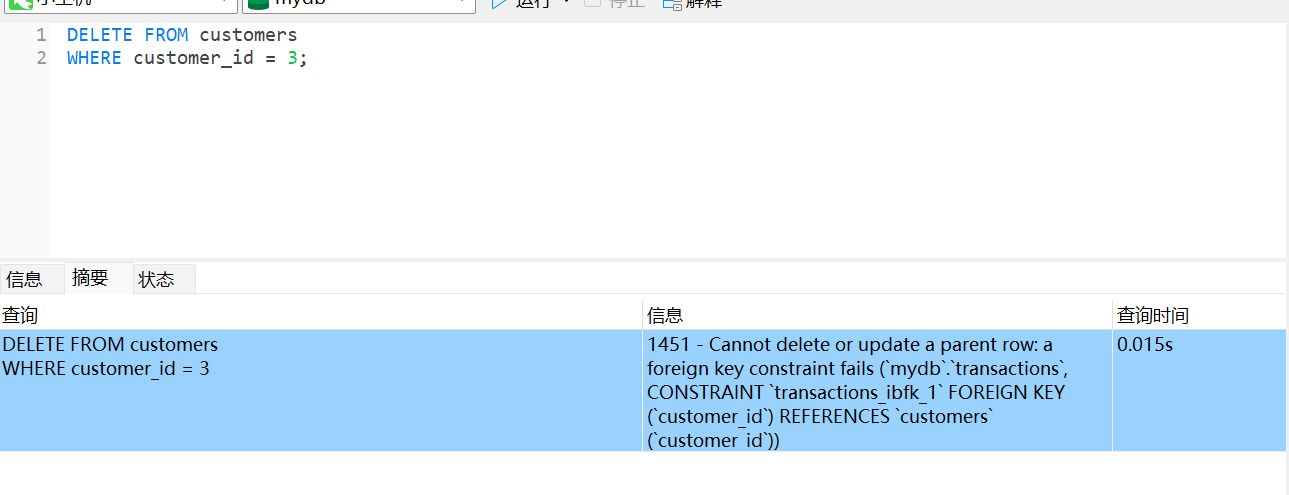 小主机 mydb 运行 停止 解释
1 DELETE FROM customers
2 WHERE customer_id = 3;
信息 摘要 状态
查询 信息 查询时间
DELETE FROM customers 1451 - Cannot delete or update a parent row: a 0.015s
WHERE customer_id = 3 foreign key constraint fails (`mydb`.`transactions`,
CONSTRAINT `transactions_ibfk_1` FOREIGN KEY
(`customer_id`) REFERENCES `customers`
(`customer_id`))